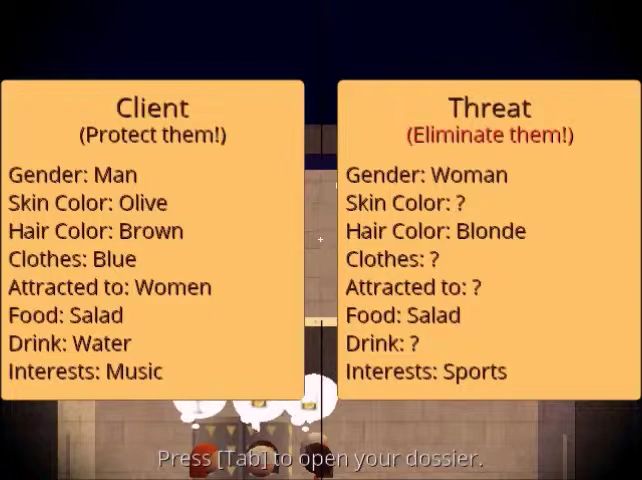 Client
(Protect them!)
Gender: Man
Skin Color: Olive
Hair Color: Brown
Clothes: Blue
Attracted to: Women
Food: Salad
Drink: Water
Interests: Music
Threat
(Eliminate them!)
Gender: Woman
Skin Color: ?
Hair Color: Blonde
Clothes: ?
Attracted to: ?
Food: Salad
Drink: ?
Interests: Sports
Press [Tab] to open your dossier.